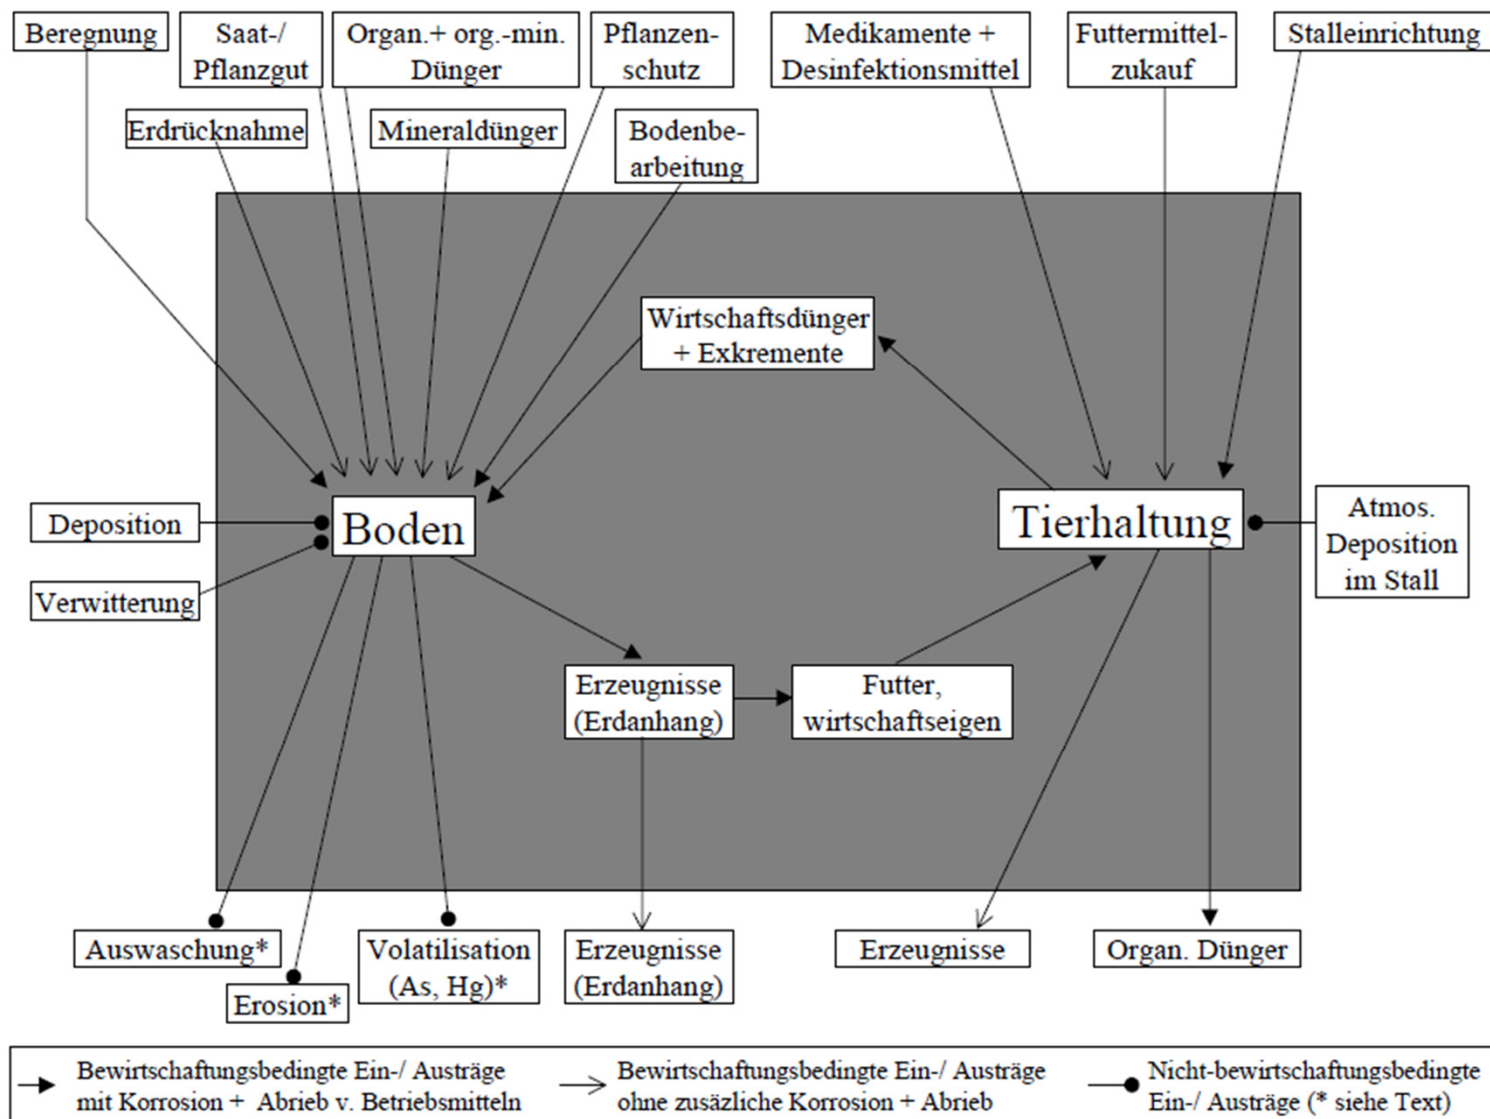 Beregnung
Saat-/
Pflanzgut
Organ.+ org.-min.
Dünger
Pflanzen-
schutz
Medikamente +
Desinfektionsmittel
Futtermittel-
zukauf
Stalleinrichtung
Erdrücknahme
Mineraldünger
Bodenbe-
arbeitung
Wirtschaftsdünger
+ Exkremente
Deposition
Boden
Tierhaltung
Atmos.
Deposition
im Stall
Verwitterung
Erzeugnisse
(Erdanhang)
Futter,
wirtschaftseigen
Auswaschung*
Erosion*
Volatilisation
(As, Hg)*
Erzeugnisse
(Erdanhang)
Erzeugnisse
Organ. Dünger
Bewirtschaftungsbedingte Ein-/ Austräge
mit Korrosion + Abrieb v. Betriebsmitteln
Bewirtschaftungsbedingte Ein-/ Austräge
ohne zusäzliche Korrosion + Abrieb
Nicht-bewirtschaftungsbedingte
Ein-/ Austräge (* siehe Text)